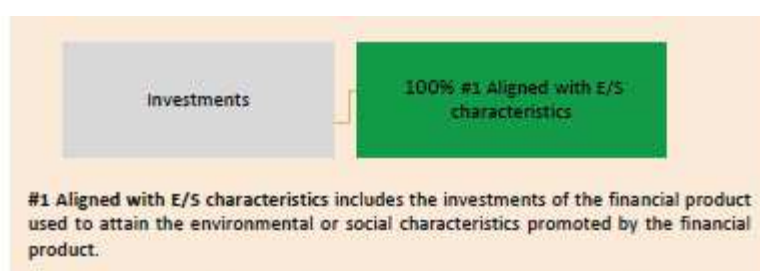 Investments
100% #1 Aligned with E/S
characteristics
#1 Aligned with E/S characteristics includes the investments of the financial product
used to attain the environmental or social characteristics promoted by the financial
product.